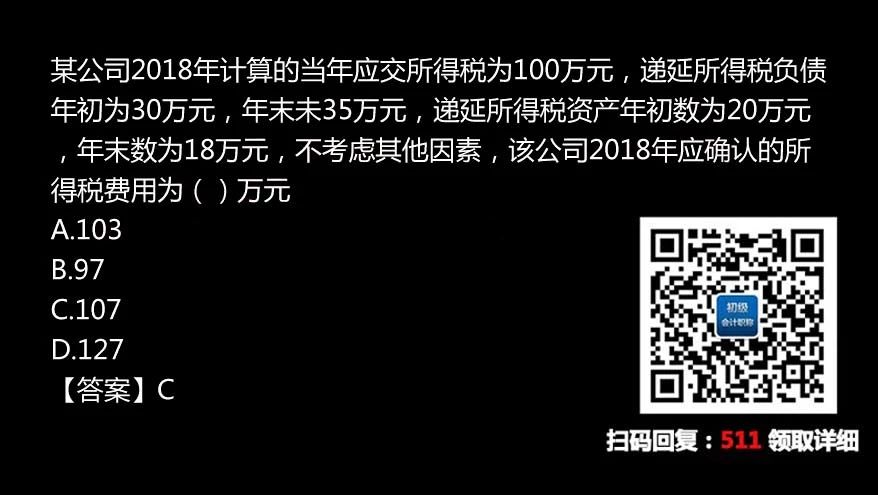 某公司2018年计算的当年应交所得税为100万元，递延所得税负债
年初为30万元，年末未35万元，递延所得税资产年初数为20万元
，年末数为18万元，不考虑其他因素，该公司2018年应确认的所
得税费用为（ ）万元
A.103
B.97
C.107
D.127
【答案】C
初级
会计职称
扫码回复：511 领取详细